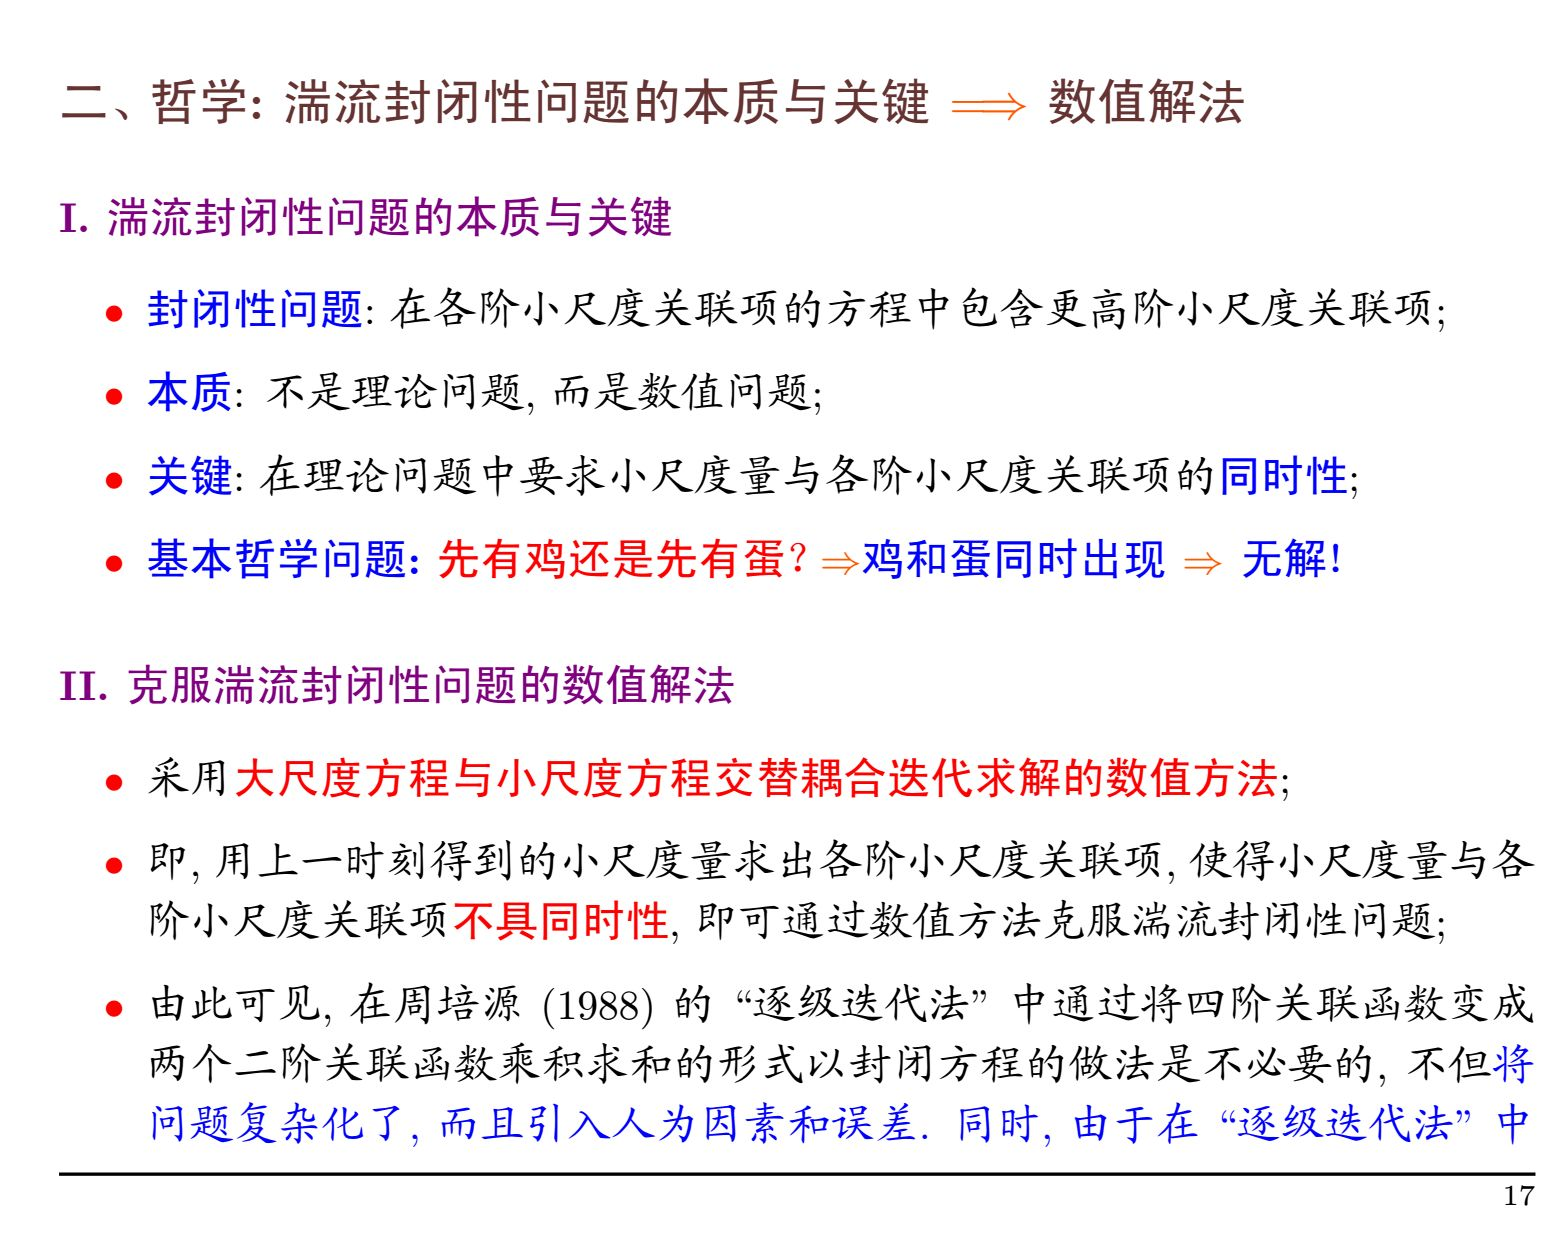 二、哲学: 湍流封闭性问题的本质与关键 ⟹ 数值解法
I. 湍流封闭性问题的本质与关键
• 封闭性问题: 在各阶小尺度关联项的方程中包含更高阶小尺度关联项;
• 本质: 不是理论问题, 而是数值问题;
• 关键: 在理论问题中要求小尺度量与各阶小尺度关联项的同时性;
• 基本哲学问题: 先有鸡还是先有蛋? ⇒鸡和蛋同时出现 ⇒ 无解!
II. 克服湍流封闭性问题的数值解法
• 采用大尺度方程与小尺度方程交替耦合迭代求解的数值方法;
• 即, 用上一时刻得到的小尺度量求出各阶小尺度关联项, 使得小尺度量与各
阶小尺度关联项不具同时性, 即可通过数值方法克服湍流封闭性问题;
• 由此可见, 在周培源 (1988) 的 “逐级迭代法” 中通过将四阶关联函数变成
两个二阶关联函数乘积求和的形式以封闭方程的做法是不必要的, 不但将
问题复杂化了, 而且引入人为因素和误差. 同时, 由于在 “逐级迭代法” 中
17